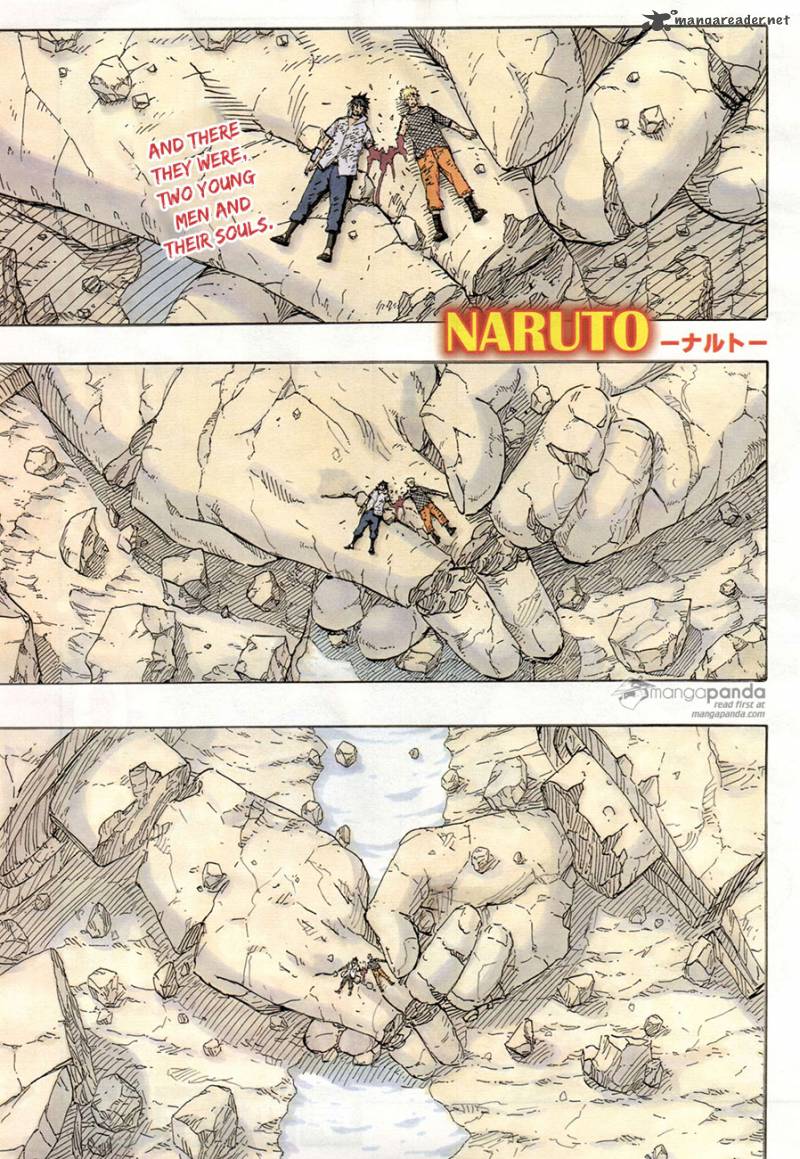 mangareader.net
AND THERE
THEY WERE,
TWO YOUNG
MEN AND
THEIR SOULS.
NARUTO ーナルトー
mangapanda
read first at
mangapanda.com